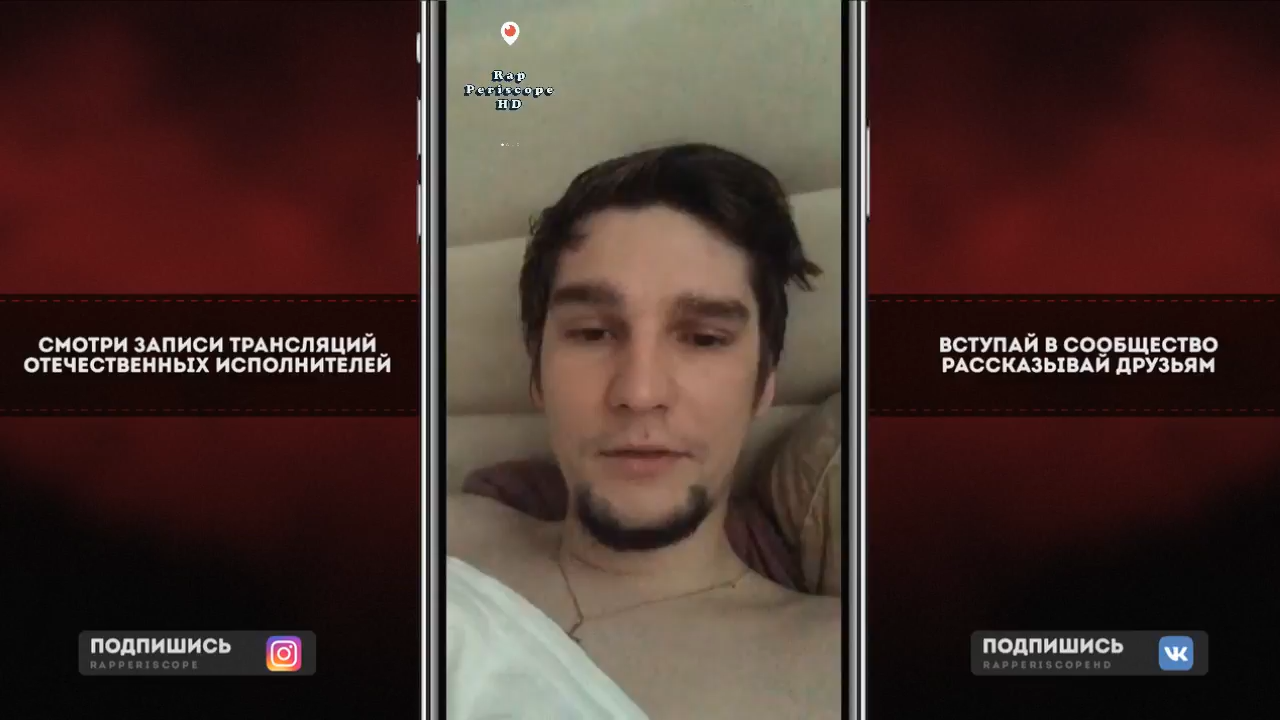 Rap
Periscope
HD
СМОТРИ ЗАПИСИ ТРАНСЛЯЦИЙ
ОТЕЧЕСТВЕННЫХ ИСПОЛНИТЕЛЕЙ
ВСТУПАЙ В СООБЩЕСТВО
РАССКАЗЫВАЙ ДРУЗЬЯМ
ПОДПИШИСЬ
RAPPERISCOPE
ПОДПИШИСЬ
RAPPERISCOPEHD